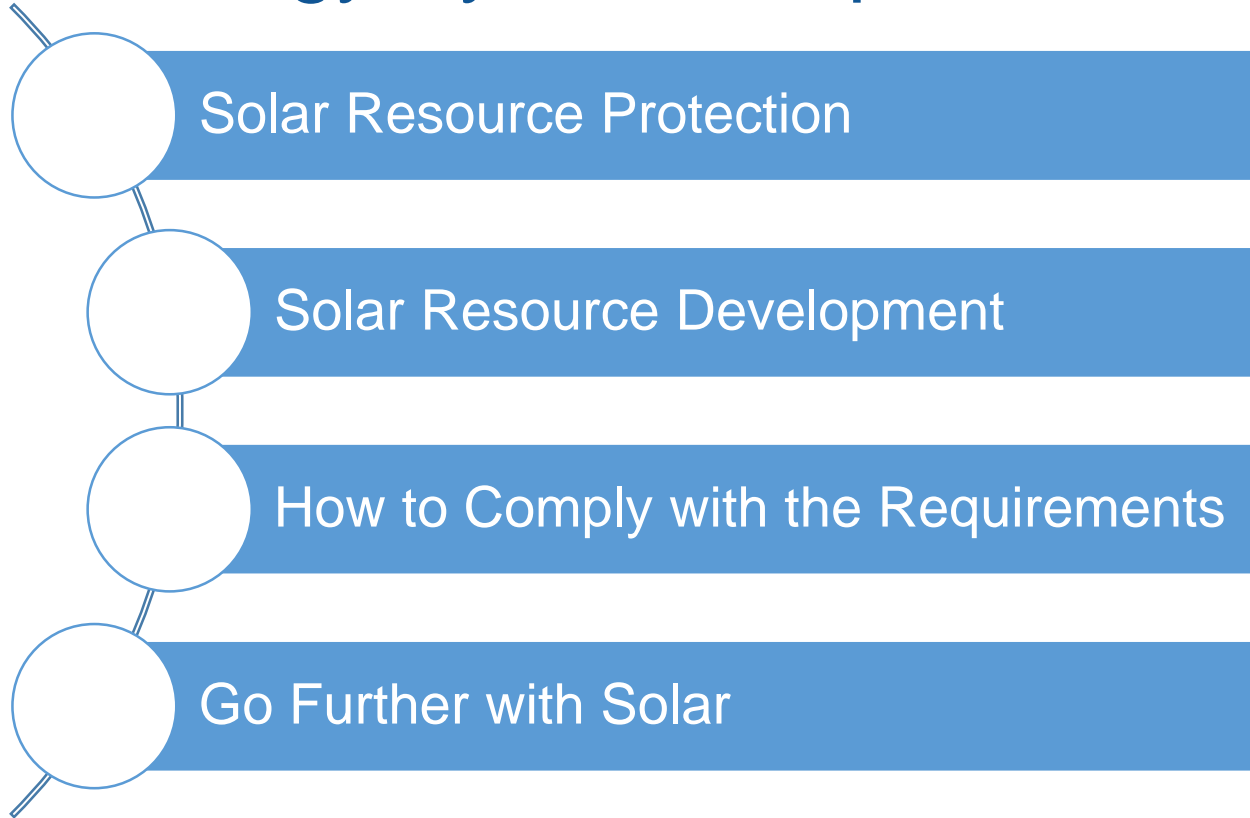 Solar Resource Protection
Solar Resource Development
How to Comply with the Requirements
Go Further with Solar